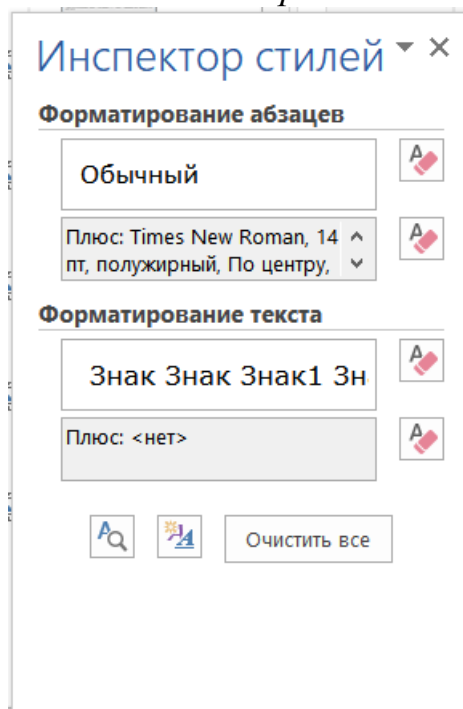 Инспектор стилей
Форматирование абзацев
Обычный
Плюс: Times New Roman, 14
пт, полужирный, По центру,
Форматирование текста
Знак Знак Знак1 Зн
Плюс: <нет>
Очистить все